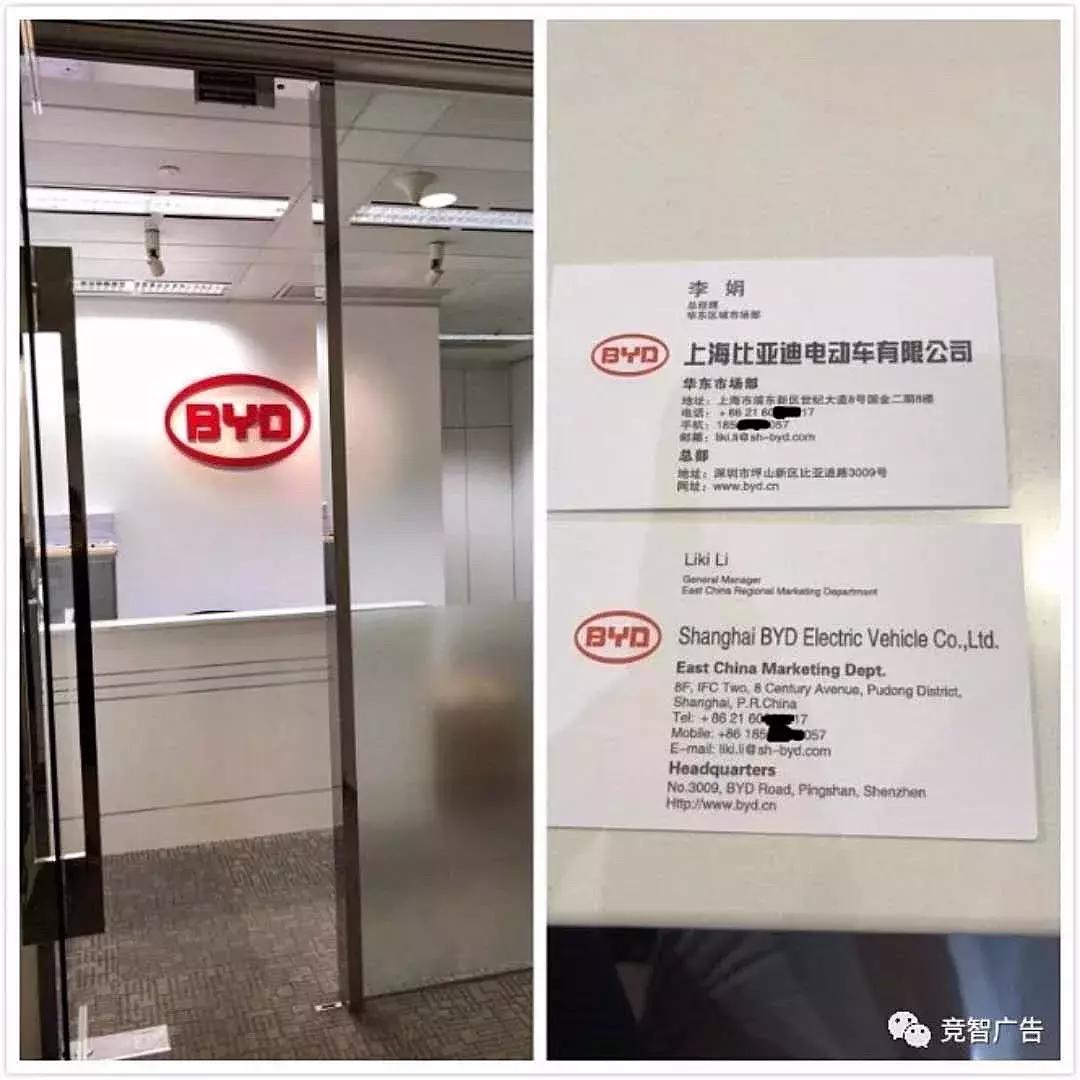 BYD
李 娟
总经理
华东区域市场部
BYD
上海比亚迪电动车有限公司
华东市场部
地址：上海市浦东新区世纪大道8号国金二期8楼
电话：+86 21 60 17
手机：185 057
邮箱：liki.li@sh-byd.com
总部
地址：深圳市坪山新区比亚迪路3009号
网址：www.byd.cn
Liki Li
General Manager
East China Regional Marketing Department
BYD
Shanghai BYD Electric Vehicle Co.,Ltd.
East China Marketing Dept.
8F, IFC Two, 8 Century Avenue, Pudong District,
Shanghai, P.R.China
Tel: +86 21 60 17
Mobile: +86 185 057
E-mail: liki.li@sh-byd.com
Headquarters
No.3009, BYD Road, Pingshan, Shenzhen
Http://www.byd.cn
竞智广告